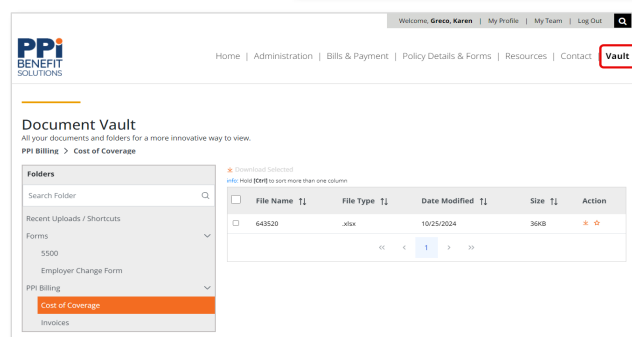 Welcome, Greco, Karen | My Profile | My Team | Log Out
PPi
BENEFIT
SOLUTIONS
Home | Administration | Bills & Payment | Policy Details & Forms | Resources | Contact | Vault
Document Vault
All your documents and folders for a more innovative way to view.
PPI Billing > Cost of Coverage
Folders
Search Folder
Recent Uploads / Shortcuts
Forms
5500
Employer Change Form
PPI Billing
Cost of Coverage
Invoices
Download Selected
info: Hold [Ctrl] to sort more than one column
File Name ↑↓ File Type ↑↓ Date Modified ↑↓ Size ↑↓ Action
643520 .xlsx 10/25/2024 36KB
<< < 1 > >>